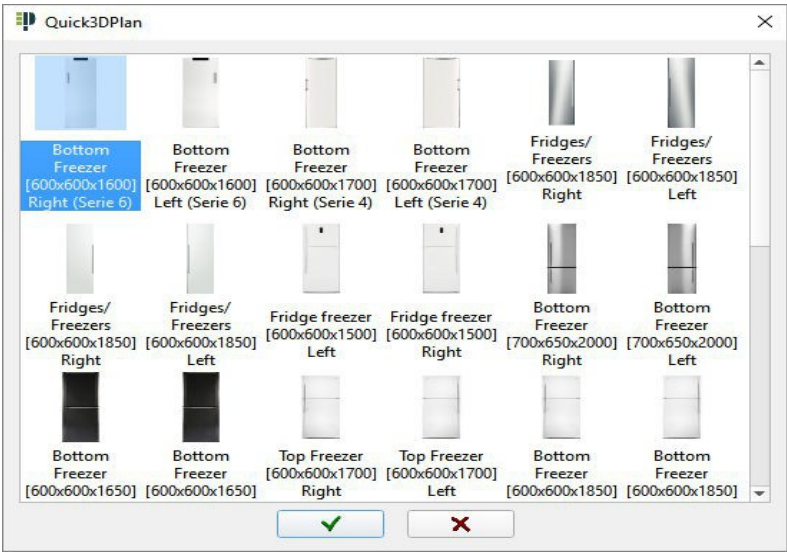 Quick3DPlan
Bottom
Freezer
[600x600x1600]
Right (Serie 6)
Bottom
Freezer
[600x600x1600]
Left (Serie 6)
Bottom
Freezer
[600x600x1700]
Right (Serie 4)
Bottom
Freezer
[600x600x1700]
Left (Serie 4)
Fridges/
Freezers
[600x600x1850]
Right
Fridges/
Freezers
[600x600x1850]
Left
Fridges/
Freezers
[600x600x1850]
Right
Fridges/
Freezers
[600x600x1850]
Left
Fridge freezer
[600x600x1500]
Left
Fridge freezer
[600x600x1500]
Right
Bottom
Freezer
[700x650x2000]
Right
Bottom
Freezer
[700x650x2000]
Left
Bottom
Freezer
[600x600x1650]
Bottom
Freezer
[600x600x1650]
Top Freezer
[600x600x1700]
Right
Top Freezer
[600x600x1700]
Left
Bottom
Freezer
[600x600x1850]
Bottom
Freezer
[600x600x1850]